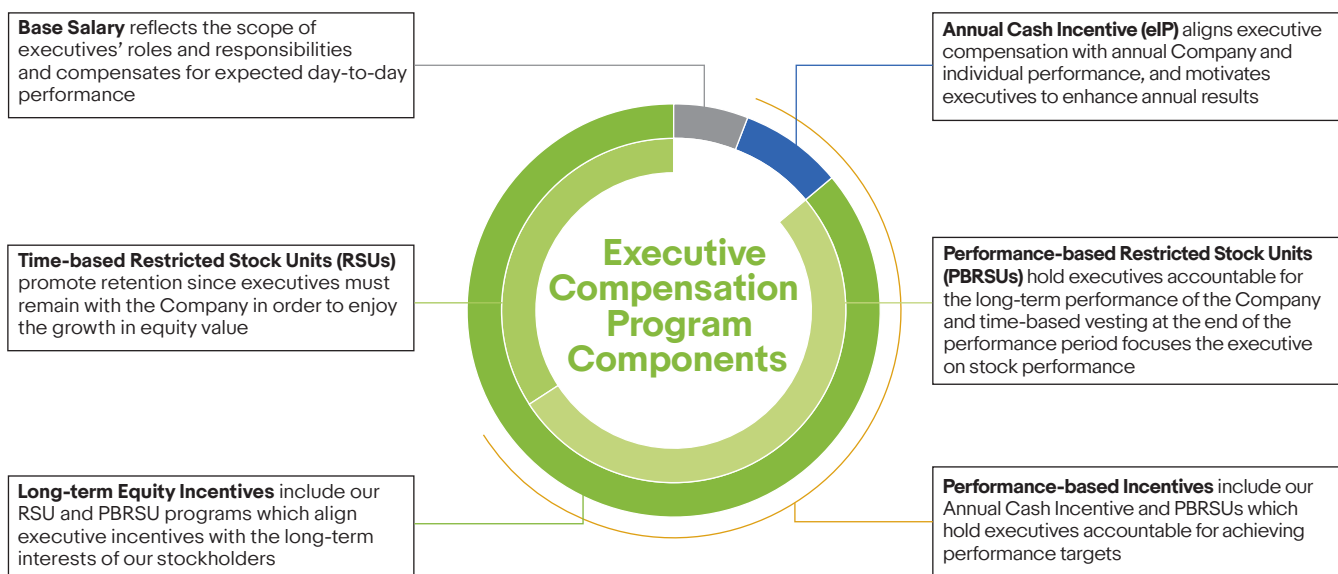 Base Salary reflects the scope of
executives’ roles and responsibilities
and compensates for expected day-to-day
performance
Annual Cash Incentive (eIP) aligns executive
compensation with annual Company and
individual performance, and motivates
executives to enhance annual results
Time-based Restricted Stock Units (RSUs)
promote retention since executives must
remain with the Company in order to enjoy
the growth in equity value
Executive
Compensation
Program
Components
Performance-based Restricted Stock Units
(PBRSUs) hold executives accountable for
the long-term performance of the Company
and time-based vesting at the end of the
performance period focuses the executive
on stock performance
Long-term Equity Incentives include our
RSU and PBRSU programs which align
executive incentives with the long-term
interests of our stockholders
Performance-based Incentives include our
Annual Cash Incentive and PBRSUs which
hold executives accountable for achieving
performance targets